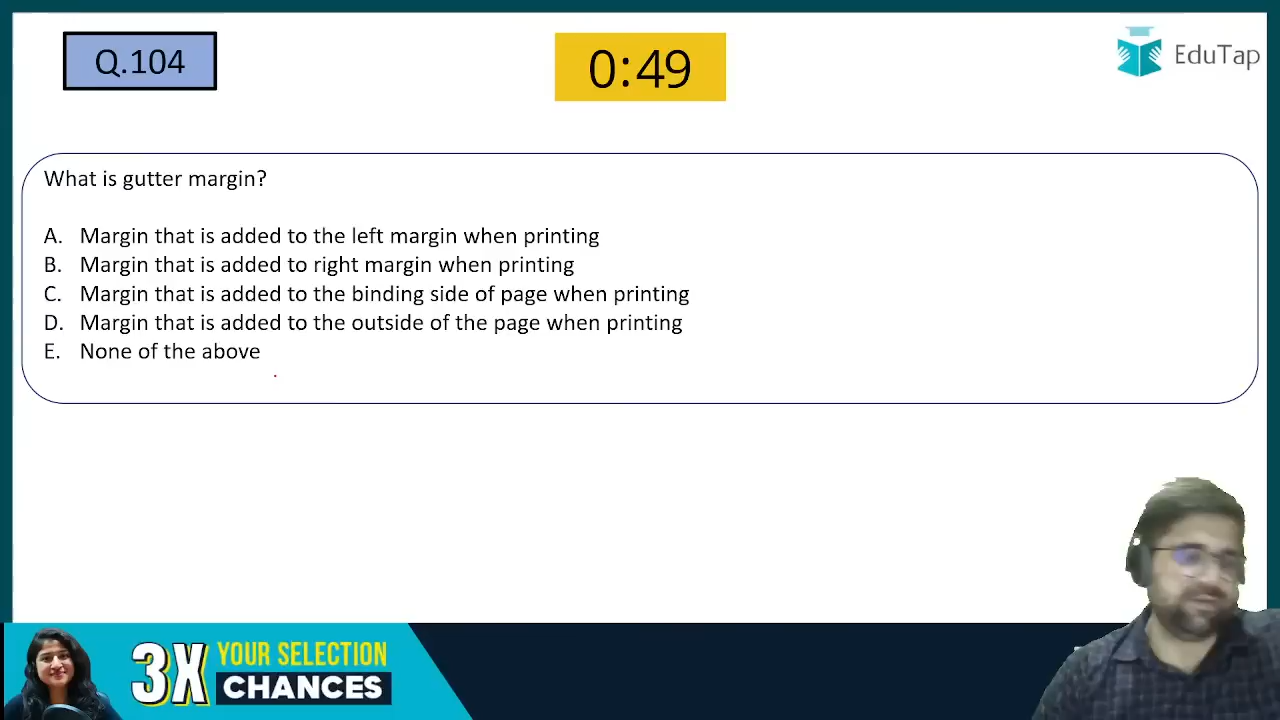 Q.104
0:49
EduTap
What is gutter margin?
A. Margin that is added to the left margin when printing
B. Margin that is added to right margin when printing
C. Margin that is added to the binding side of page when printing
D. Margin that is added to the outside of the page when printing
E. None of the above
3X YOUR SELECTION
CHANCES